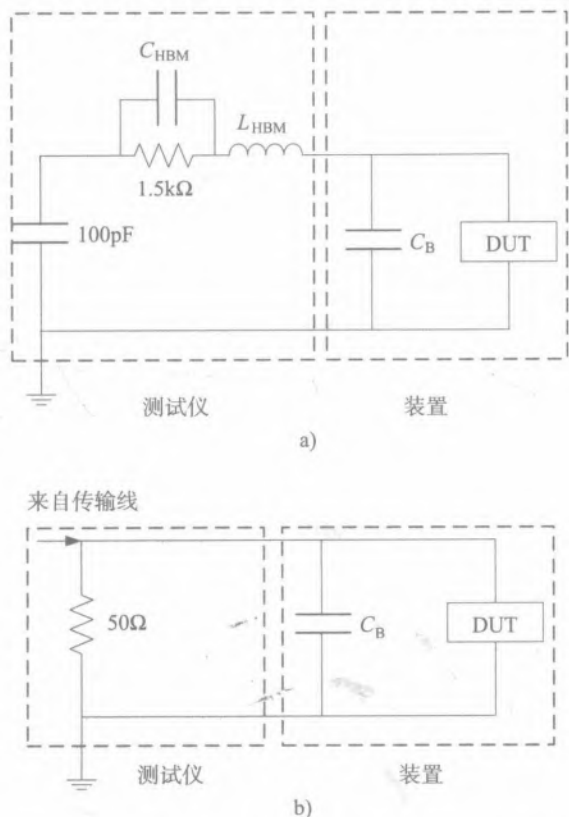 C_HBM
L_HBM
1.5kΩ
100pF
C_B
DUT
测试仪
装置
a)
来自传输线
50Ω
C_B
DUT
测试仪
装置
b)